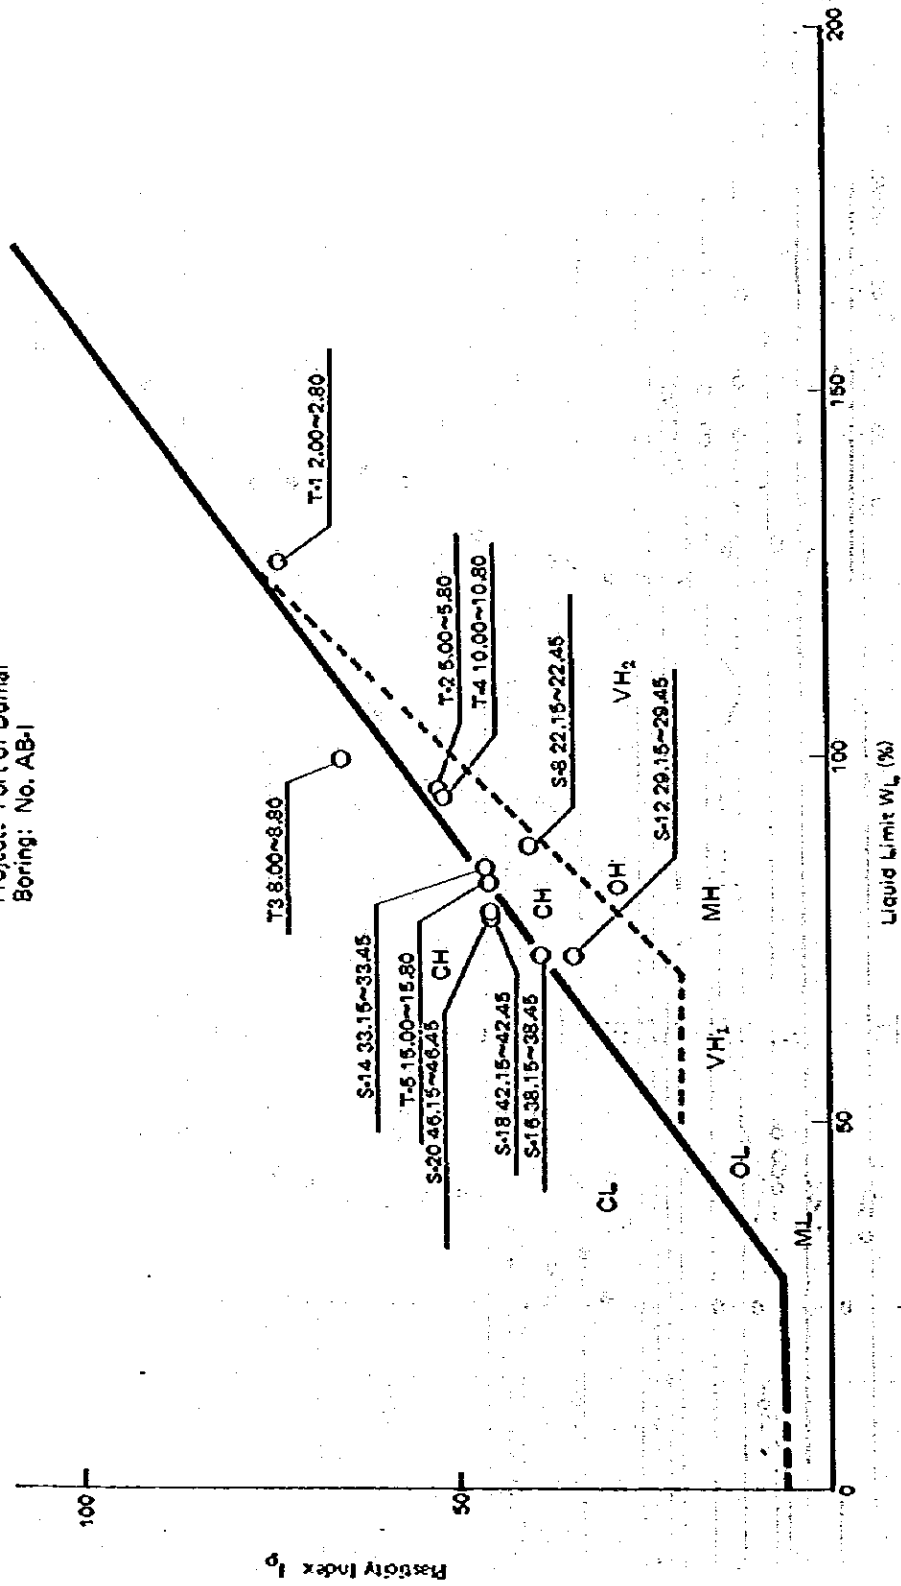 Boring: No. AB-1
T-1 2.00~2.80
T3 8.00~8.80
T-2 5.00~5.80
T-4 10.00~10.80
S-14 33.15~33.45
T-5 15.00~15.80
S-20 46.15~46.45
S-18 42.15~42.45
S-16 38.15~38.45
S-8 22.15~22.45
S-12 29.15~29.45
CH
CH
OH
VH₂
MH
VH₁
CL
OL
ML
Plasticity Index Ip
100
50
0
50
100
150
200
Liquid Limit WL (%)